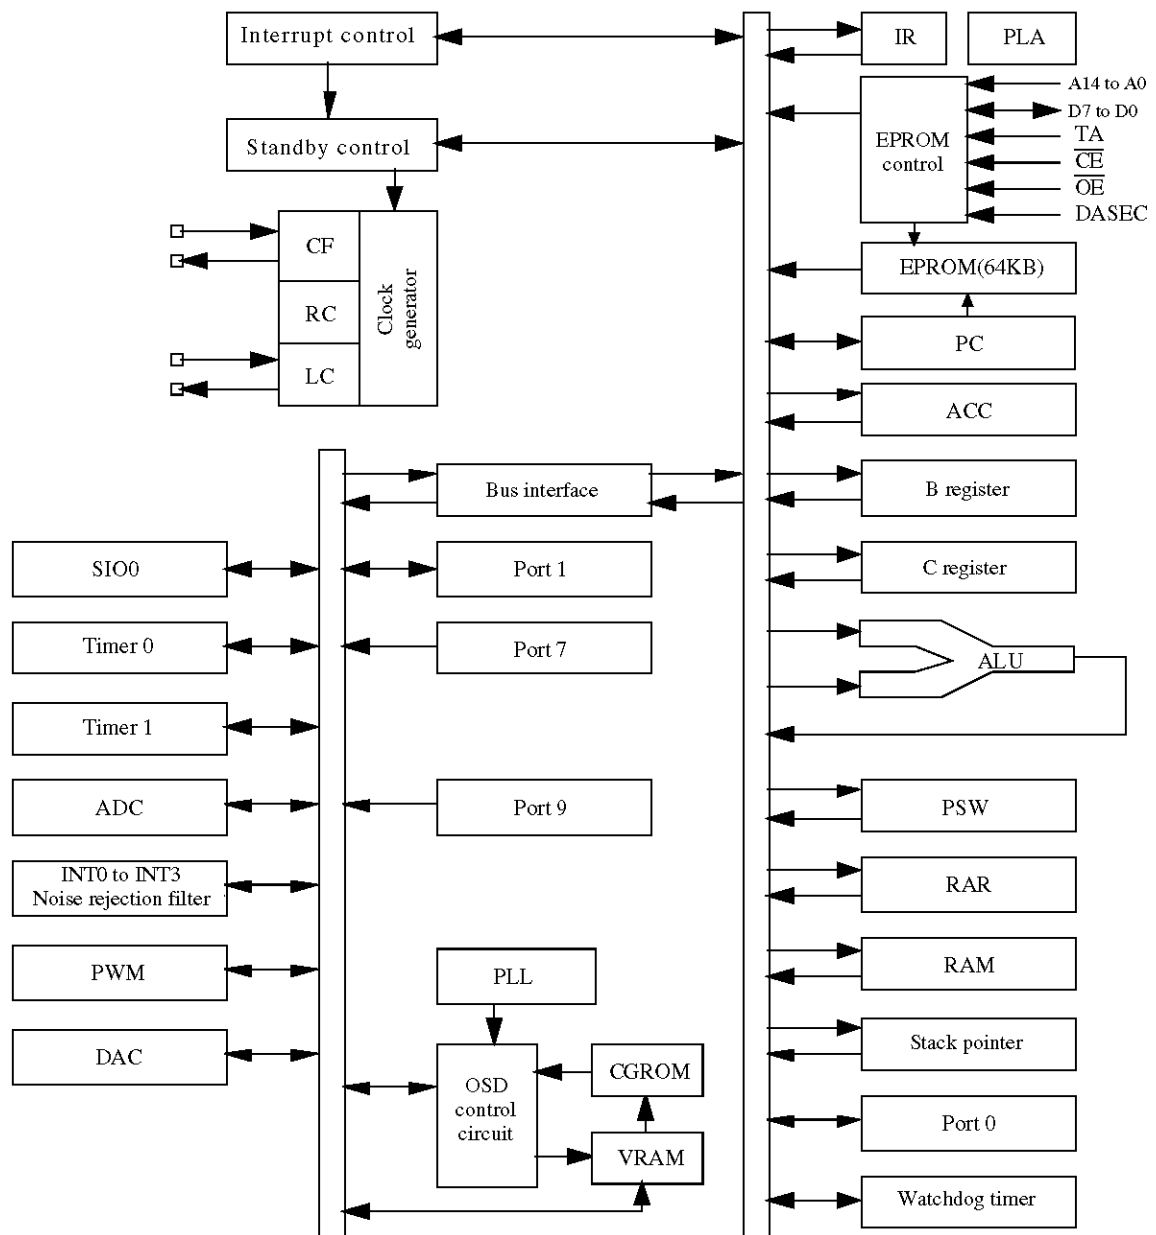 Interrupt control
IR
PLA
A14 to A0
D7 to D0
TA
CE
OE
DASEC
EPROM
control
Standby control
CF
RC
LC
Clock
generator
EPROM(64KB)
PC
ACC
Bus interface
B register
SIO0
Port 1
C register
Timer 0
Port 7
ALU
Timer 1
ADC
Port 9
PSW
INT0 to INT3
Noise rejection filter
RAR
PWM
PLL
RAM
DAC
OSD
control
circuit
CGROM
VRAM
Stack pointer
Port 0
Watchdog timer